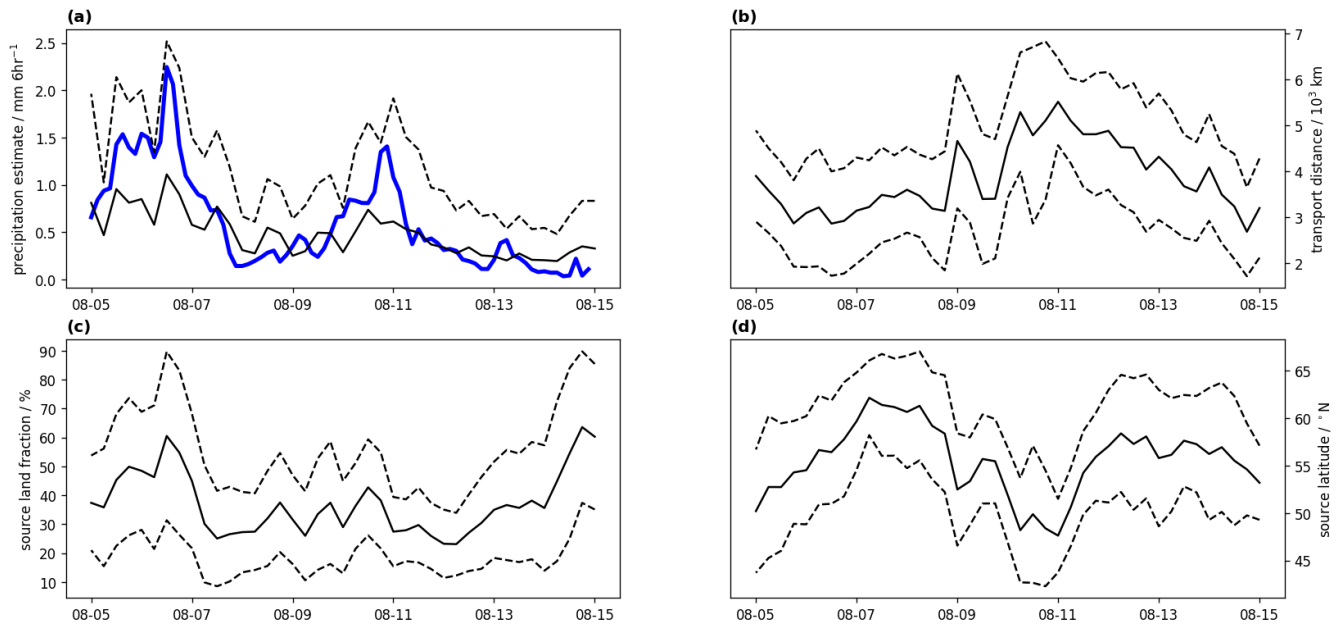 (a)
precipitation estimate / mm 6hr⁻¹
2.5
2.0
1.5
1.0
0.5
0.0
08-05 08-07 08-09 08-11 08-13 08-15
(b)
7
6
5
4
3
2
transport distance / 10³ km
08-05 08-07 08-09 08-11 08-13 08-15
(c)
source land fraction / %
90
80
70
60
50
40
30
20
10
08-05 08-07 08-09 08-11 08-13 08-15
(d)
65
60
55
50
45
source latitude / °N
08-05 08-07 08-09 08-11 08-13 08-15